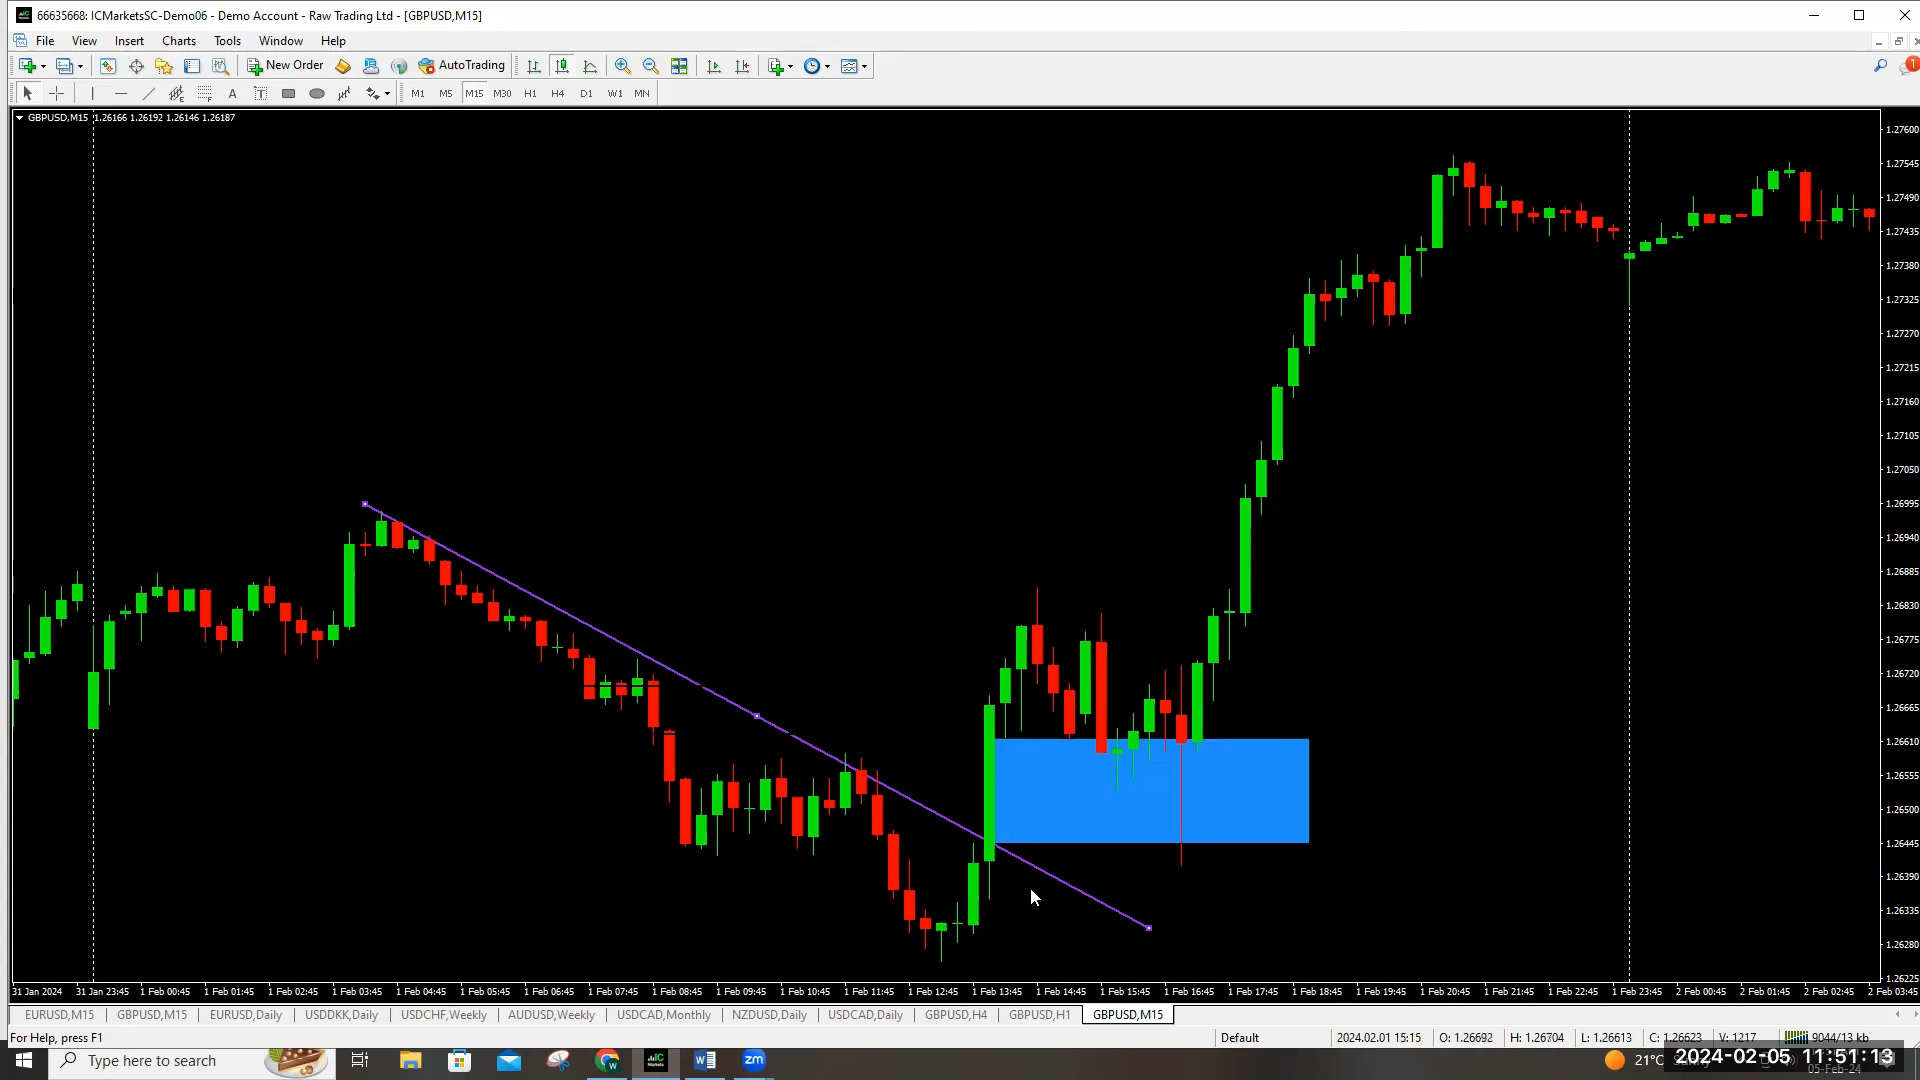 66635668: ICMarketsSC-Demo06 - Demo Account - Raw Trading Ltd - [GBPUSD,M15]
File View Insert Charts Tools Window Help
New Order AutoTrading
1
A T M1 M5 M15 M30 H1 H4 D1 W1 MN
GBPUSD,M15 1.26166 1.26192 1.26146 1.26187
1.27600
1.27545
1.27490
1.27435
1.27380
1.27325
1.27270
1.27215
1.27160
1.27105
1.27050
1.26995
1.26940
1.26885
1.26830
1.26775
1.26720
1.26665
1.26610
1.26555
1.26500
1.26445
1.26390
1.26335
1.26280
1.26225
31 Jan 2024 31 Jan 23:45 1 Feb 00:45 1 Feb 01:45 1 Feb 02:45 1 Feb 03:45 1 Feb 04:45 1 Feb 05:45 1 Feb 06:45 1 Feb 07:45 1 Feb 08:45 1 Feb 09:45 1 Feb 10:45 1 Feb 11:45 1 Feb 12:45 1 Feb 13:45 1 Feb 14:45 1 Feb 15:45 1 Feb 16:45 1 Feb 17:45 1 Feb 18:45 1 Feb 19:45 1 Feb 20:45 1 Feb 21:45 1 Feb 22:45 1 Feb 23:45 2 Feb 00:45 2 Feb 01:45 2 Feb 02:45 2 Feb 03:45
EURUSD,M15 GBPUSD,M15 EURUSD,Daily USDDKK,Daily USDCHF,Weekly AUDUSD,Weekly USDCAD,Monthly NZDUSD,Daily USDCAD,Daily GBPUSD,H4 GBPUSD,H1 GBPUSD,M15
For Help, press F1 Default 2024.02.01 15:15 O: 1.26692 H: 1.26704 L: 1.26613 C: 1.26623 V: 1217 9044/13 kb
Type here to search W zm 21°C 2024-02-05 11:51:13
05-Feb-24